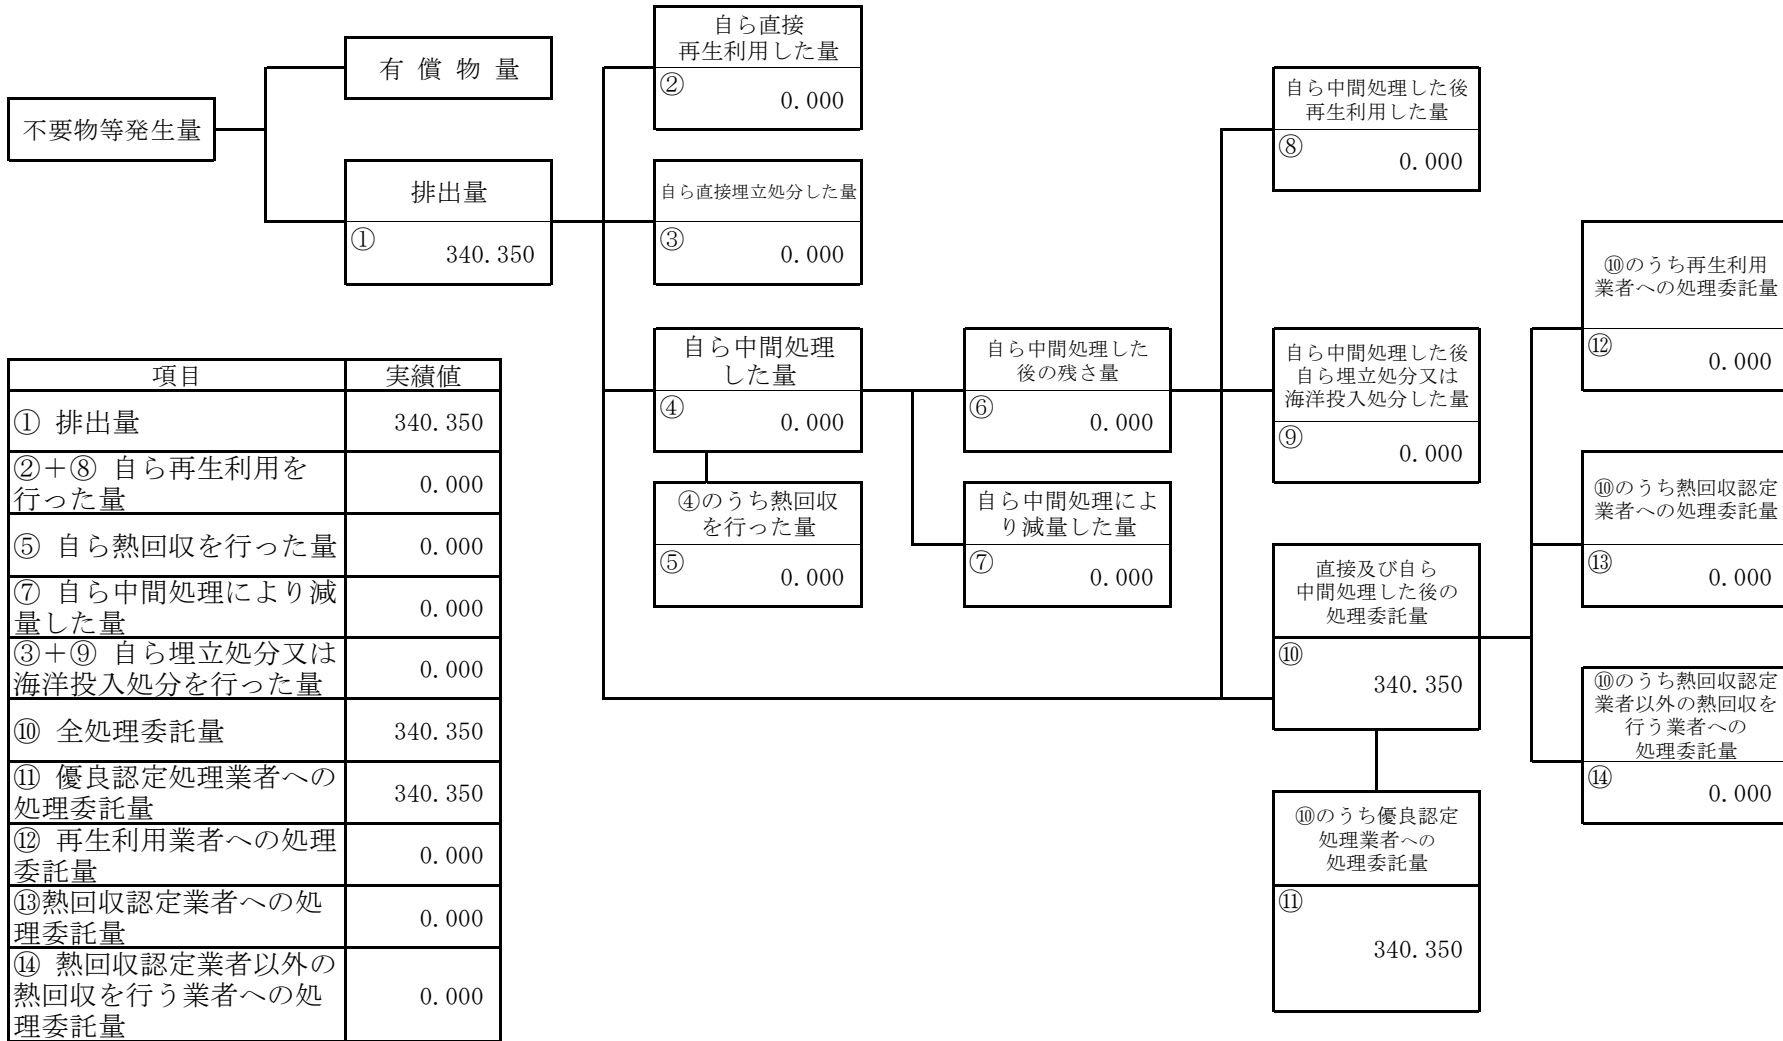 自ら直接
再生利用した量
②
0.000
有 償 物 量
不要物等発生量
排出量
①
340.350
自ら直接埋立処分した量
③
0.000
自ら中間処理した後
再生利用した量
⑧
0.000
自ら中間処理
した量
④
0.000
自ら中間処理した
後の残さ量
⑥
0.000
自ら中間処理した後
自ら埋立処分又は
海洋投入処分した量
⑨
0.000
④のうち熱回収
を行った量
⑤
0.000
自ら中間処理によ
り減量した量
⑦
0.000
直接及び自ら
中間処理した後の
処理委託量
⑩
340.350
⑩のうち優良認定
処理業者への
処理委託量
⑪
340.350
⑩のうち再生利用
業者への処理委託量
⑫
0.000
⑩のうち熱回収認定
業者への処理委託量
⑬
0.000
⑩のうち熱回収認定
業者以外の熱回収を
行う業者への
処理委託量
⑭
0.000
項目 実績値
① 排出量 340.350
②＋⑧ 自ら再生利用を
行った量 0.000
⑤ 自ら熱回収を行った量 0.000
⑦ 自ら中間処理により減
量した量 0.000
③＋⑨ 自ら埋立処分又は
海洋投入処分を行った量 0.000
⑩ 全処理委託量 340.350
⑪ 優良認定処理業者への
処理委託量 340.350
⑫ 再生利用業者への処理
委託量 0.000
⑬熱回収認定業者への処
理委託量 0.000
⑭ 熱回収認定業者以外の
熱回収を行う業者への処
理委託量 0.000